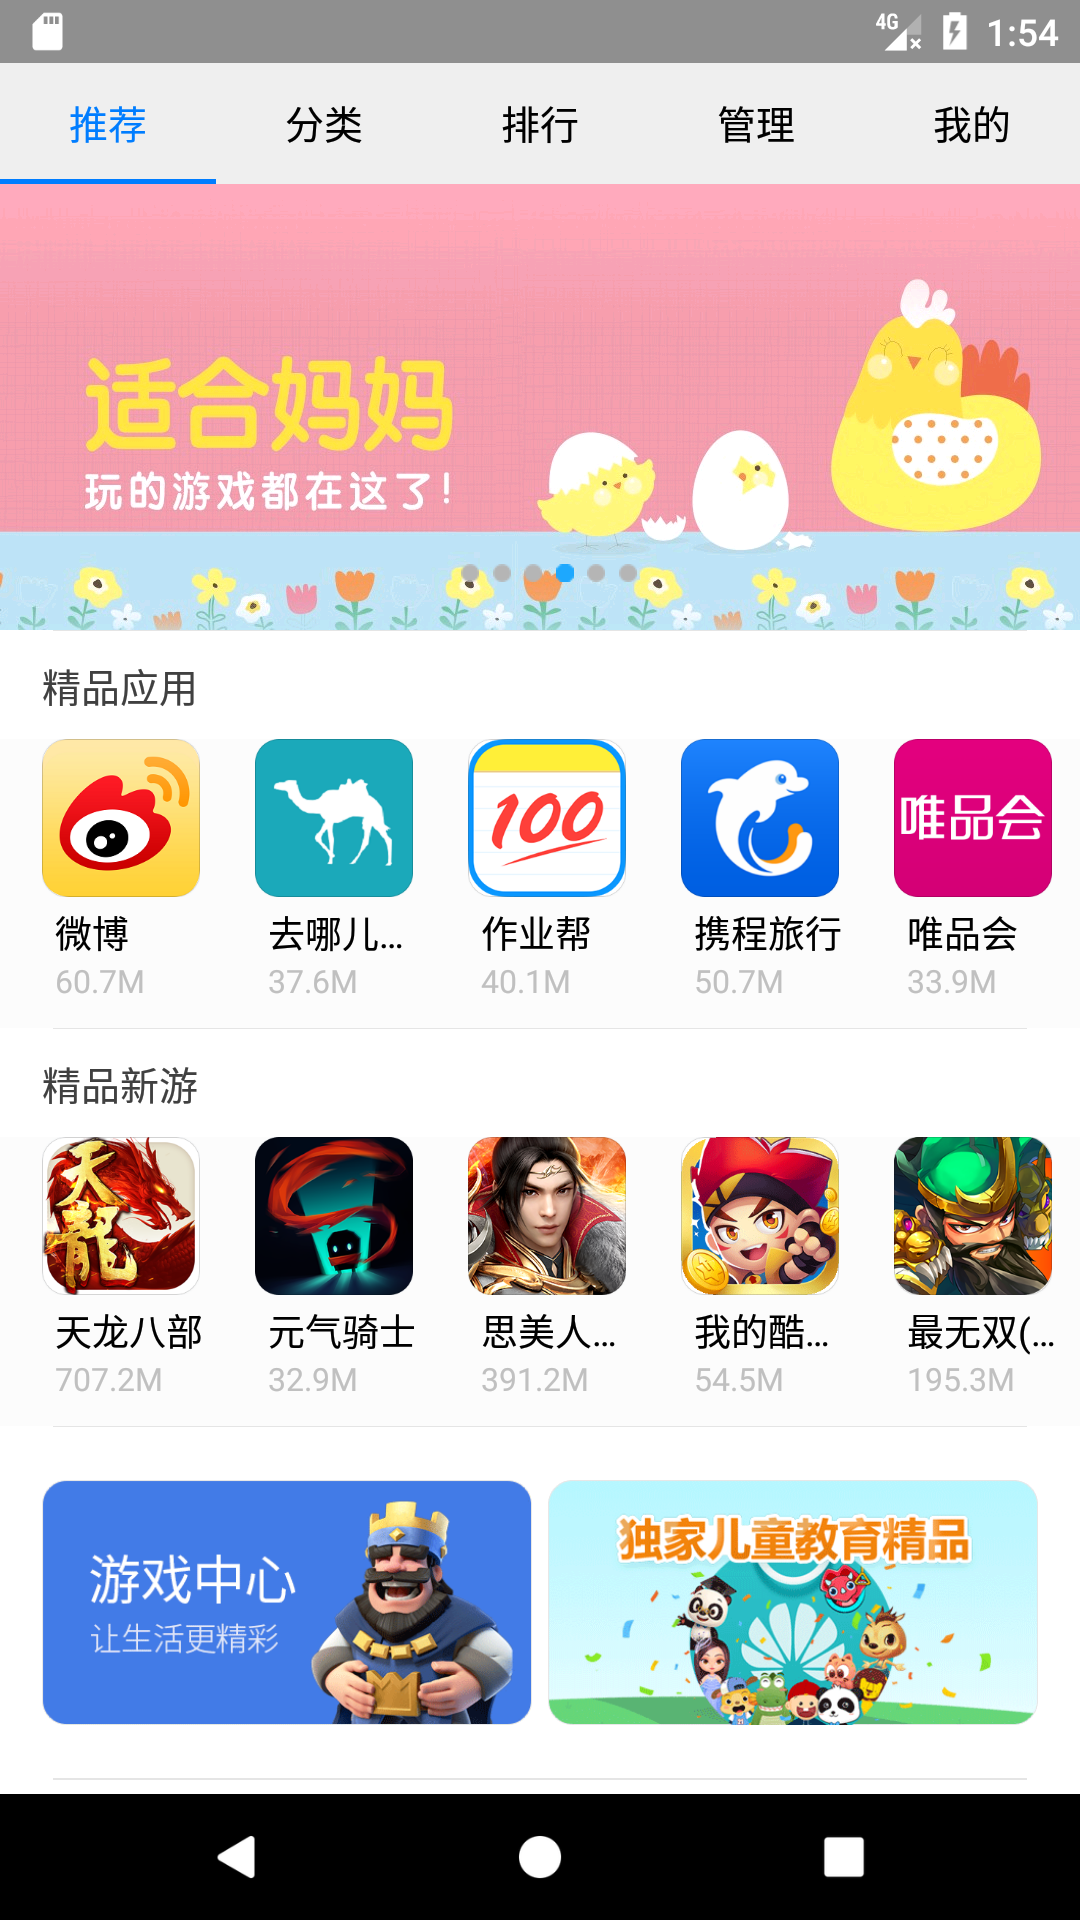 4G 1:54
推荐 分类 排行 管理 我的
适合妈妈
玩的游戏都在这了!
精品应用
100 唯品会
微博 去哪儿... 作业帮 携程旅行 唯品会
60.7M 37.6M 40.1M 50.7M 33.9M
精品新游
天龍
天龙八部 元气骑士 思美人... 我的酷... 最无双(...
707.2M 32.9M 391.2M 54.5M 195.3M
游戏中心
让生活更精彩
独家儿童教育精品